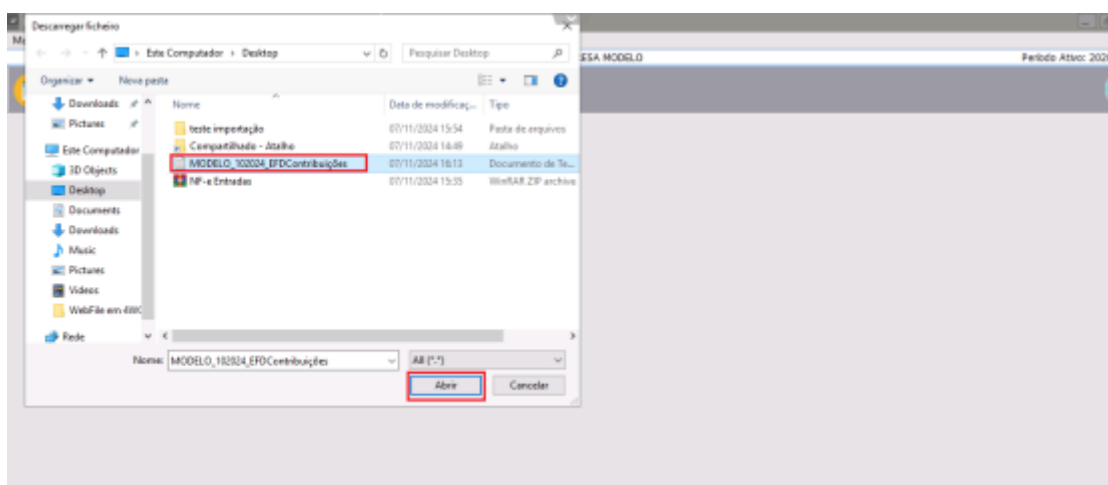 Descarregar ficheiro
Este Computador › Desktop
Pesquisar Desktop
ESA MODELO
Período Ativo: 202
Organizar
Nova pasta
Downloads
Pictures
Este Computador
3D Objects
Desktop
Documents
Downloads
Music
Pictures
Videos
WebFile em
Rede
Nome Data de modificaç... Tipo
teste importação 07/11/2024 15:54 Pasta de arquivos
Compartilhado - Atalho 07/11/2024 14:49 Atalho
MODELO_102024_EFDContribuições 07/11/2024 16:13 Documento de Te...
NF-e Entradas 07/11/2024 15:35 WinRAR ZIP archive
Nome: MODELO_102024_EFDContribuições
All (*.*)
Abrir
Cancelar